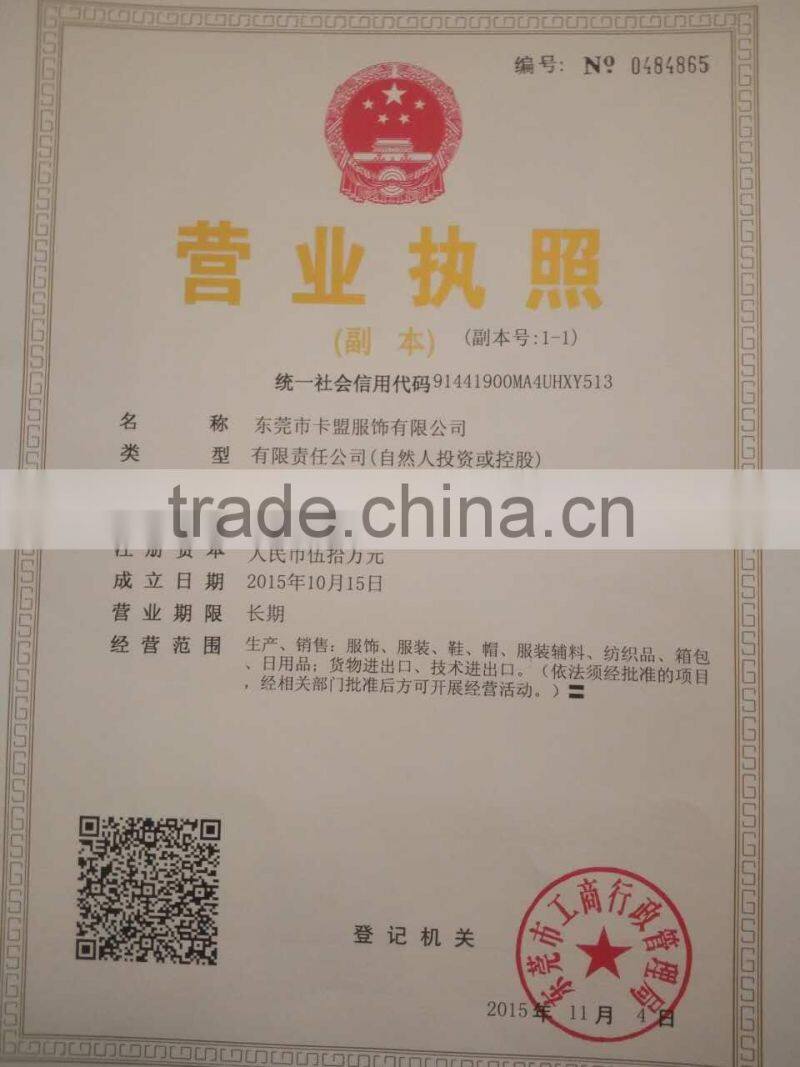 编号: № 0484865
营业执照
(副本) (副本号:1-1)
统一社会信用代码91441900MA4UHXY513
名称 东莞市卡盟服饰有限公司
类型 有限责任公司(自然人投资或控股)
trade.china.cn
注册资本 人民币伍拾万元
成立日期 2015年10月15日
营业期限 长期
经营范围 生产、销售：服饰、服装、鞋、帽、服装辅料、纺织品、箱包
、日用品；货物进出口、技术进出口。（依法须经批准的项目
，经相关部门批准后方可开展经营活动。）〓
登记机关
东莞市工商行政管理局
2015年11月4日